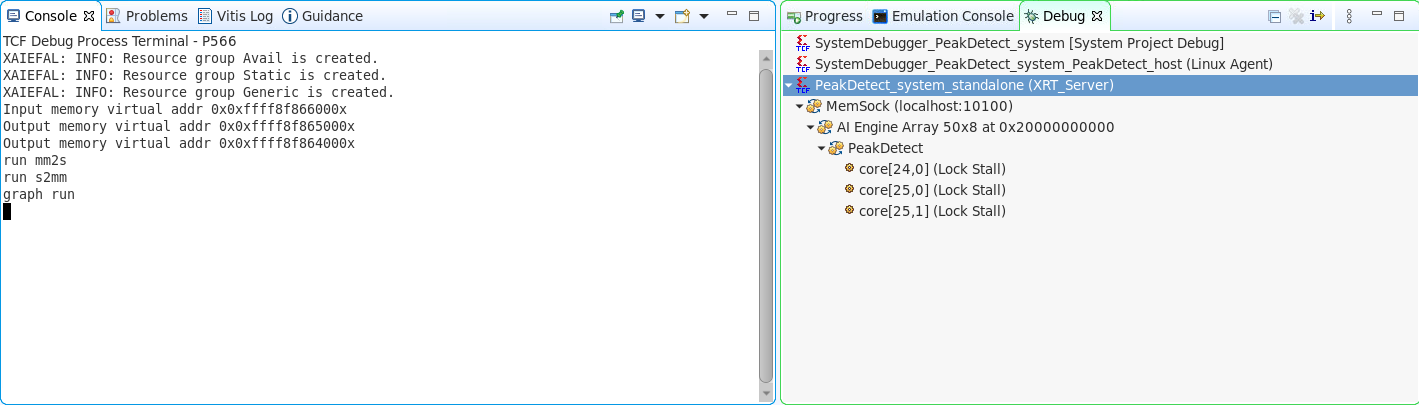 Console Problems Vitis Log Guidance
TCF Debug Process Terminal - P566
XAIEFAL: INFO: Resource group Avail is created.
XAIEFAL: INFO: Resource group Static is created.
XAIEFAL: INFO: Resource group Generic is created.
Input memory virtual addr 0x0xffff8f866000x
Output memory virtual addr 0x0xffff8f865000x
Output memory virtual addr 0x0xffff8f864000x
run mm2s
run s2mm
graph run
Progress Emulation Console Debug
TCF SystemDebugger_PeakDetect_system [System Project Debug]
TCF SystemDebugger_PeakDetect_system_PeakDetect_host (Linux Agent)
TCF PeakDetect_system_standalone (XRT_Server)
MemSock (localhost:10100)
AI Engine Array 50x8 at 0x20000000000
PeakDetect
core[24,0] (Lock Stall)
core[25,0] (Lock Stall)
core[25,1] (Lock Stall)